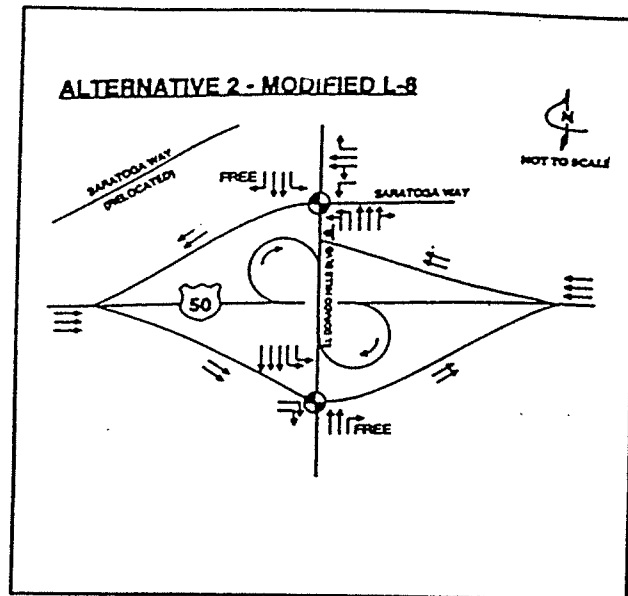 ALTERNATIVE 2 - MODIFIED L-8
N
NOT TO SCALE
SARATOGA WAY
(RELOCATED)
FREE
SARATOGA WAY
EL DORADO HILLS BLVD
50
FREE